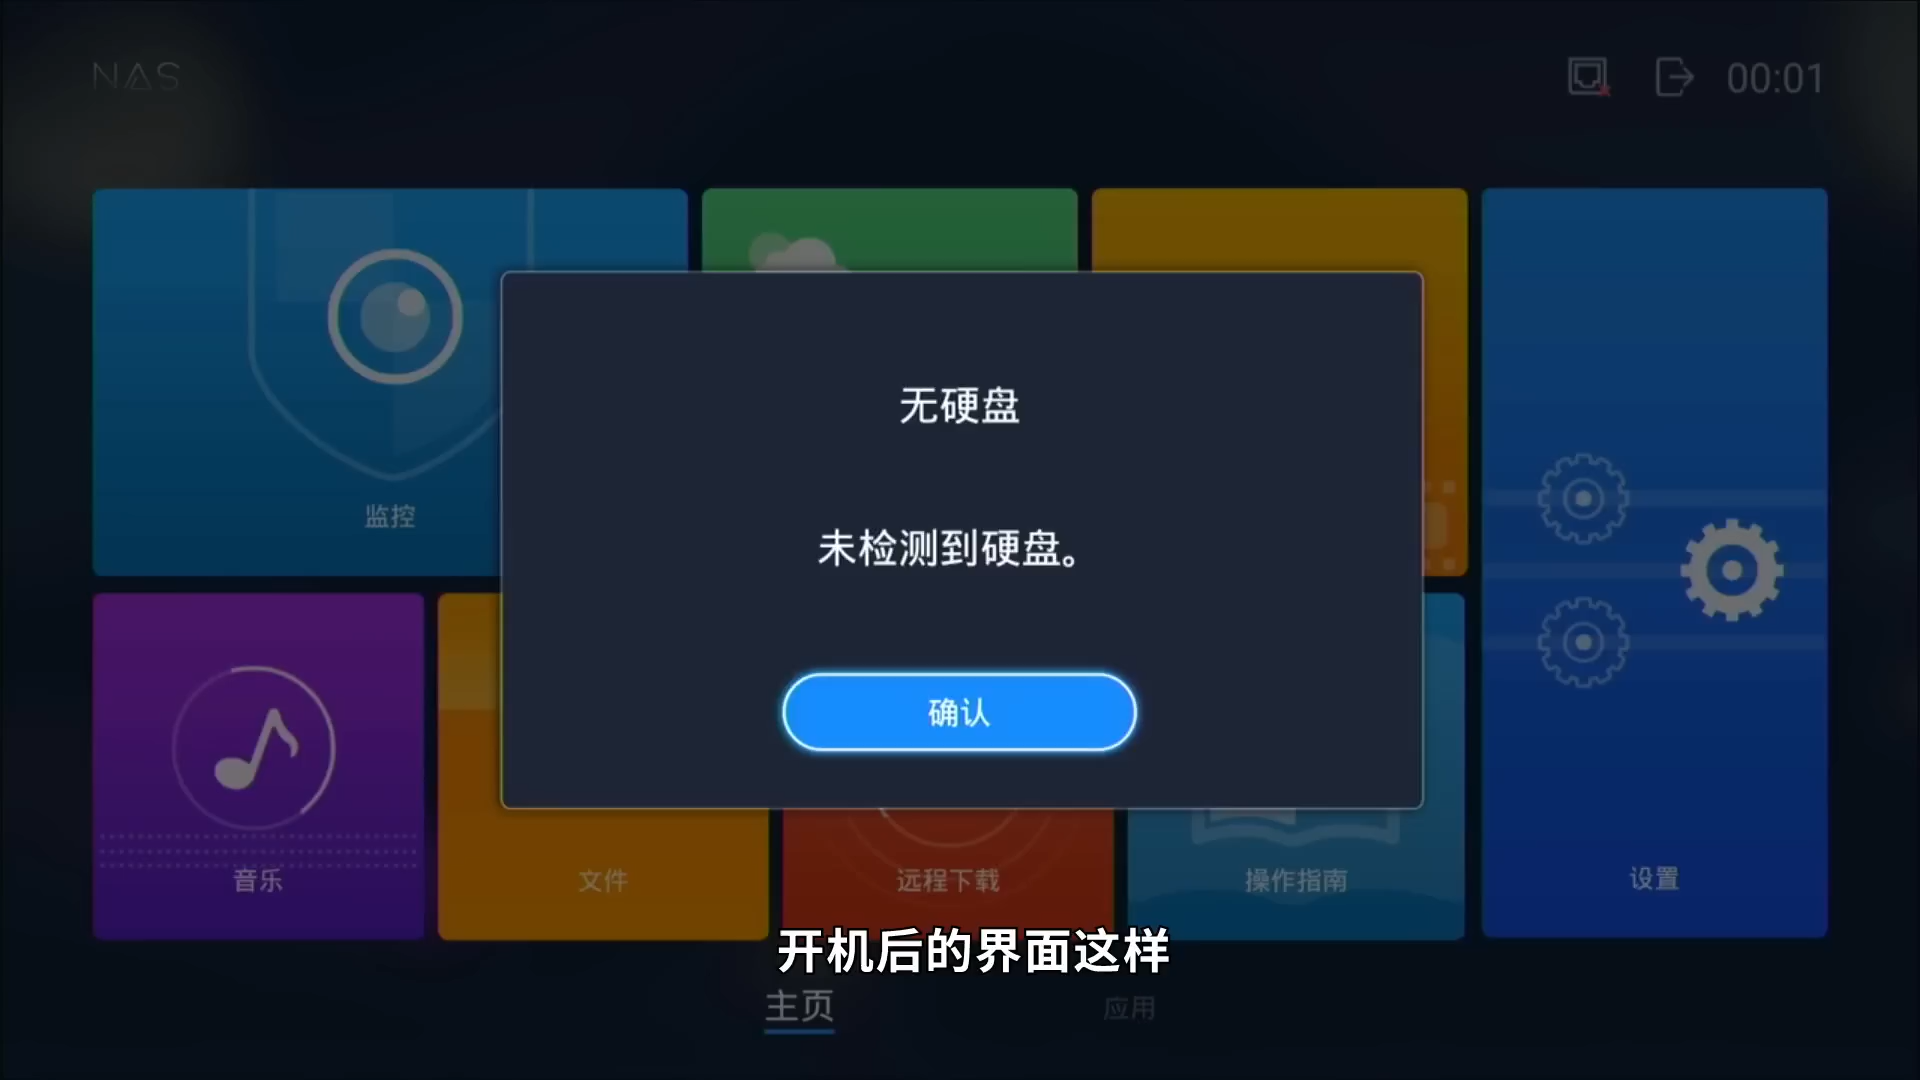 NAS
00:01
无硬盘
未检测到硬盘。
确认
监控
音乐
文件
远程下载
操作指南
设置
开机后的界面这样
主页
应用